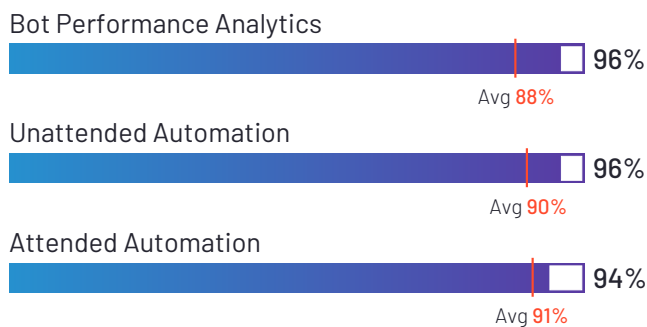 Bot Performance Analytics
96%
Avg 88%
Unattended Automation
96%
Avg 90%
Attended Automation
94%
Avg 91%